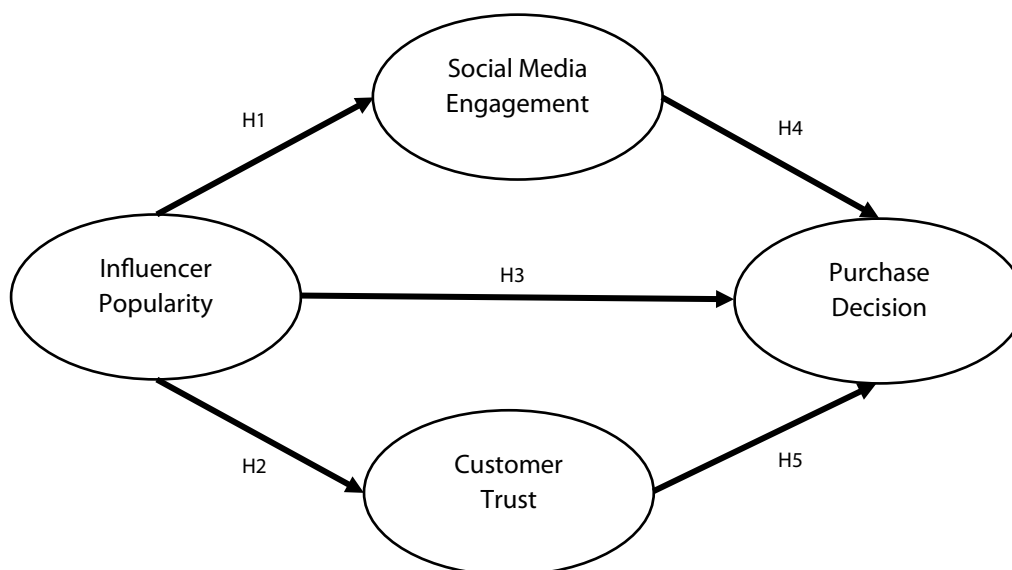 Social Media
Engagement
H1
H4
Influencer
Popularity
H3
Purchase
Decision
H2
Customer
Trust
H5